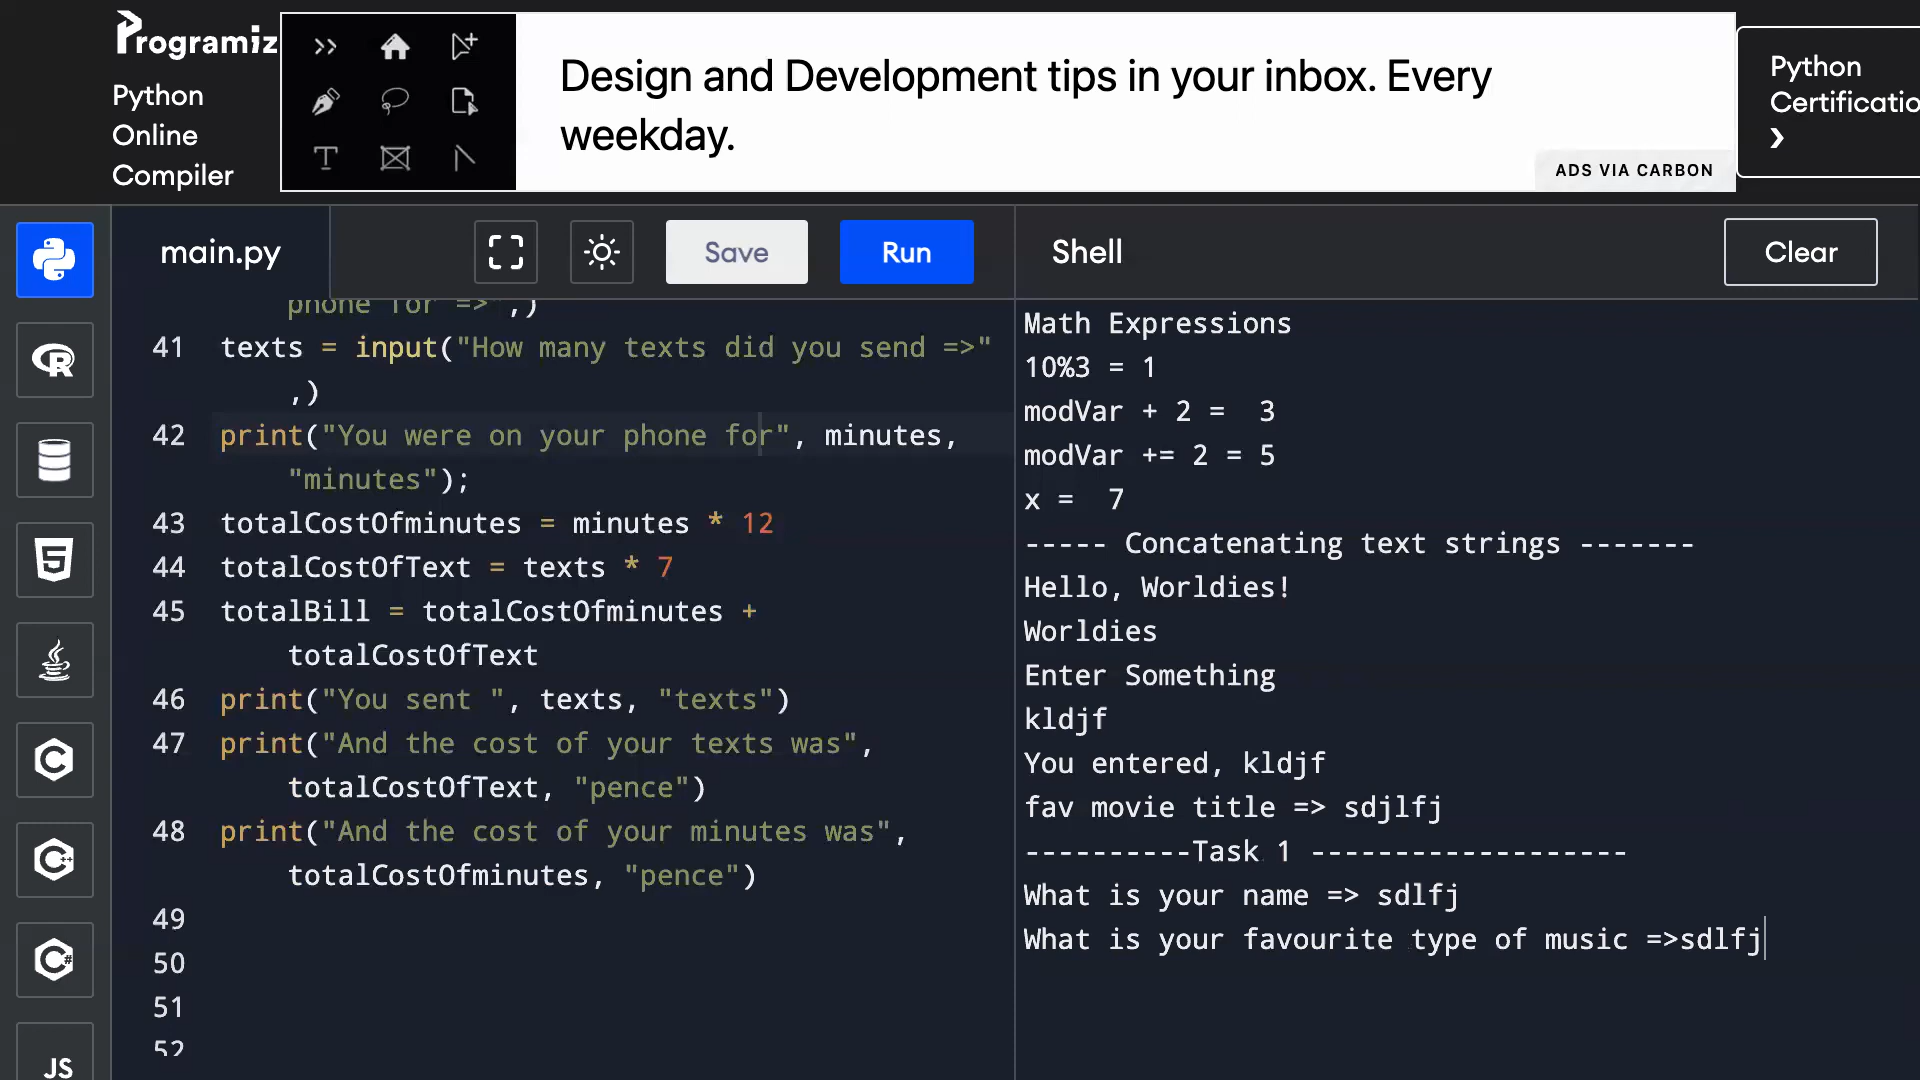 Programiz
Python
Online
Compiler
Design and Development tips in your inbox. Every
weekday.
ADS VIA CARBON
Python
Certificatio
❯
main.py
Save
Run
Shell
Clear
phone for =>",)
41 texts = input("How many texts did you send =>"
,)
42 print("You were on your phone for", minutes,
"minutes");
43 totalCostOfminutes = minutes * 12
44 totalCostOfText = texts * 7
45 totalBill = totalCostOfminutes +
totalCostOfText
46 print("You sent ", texts, "texts")
47 print("And the cost of your texts was",
totalCostOfText, "pence")
48 print("And the cost of your minutes was",
totalCostOfminutes, "pence")
49
50
51
52
JS
Math Expressions
10%3 = 1
modVar + 2 =  3
modVar += 2 = 5
x =  7
----- Concatenating text strings -------
Hello, Worldies!
Worldies
Enter Something
kldjf
You entered, kldjf
fav movie title => sdjlfj
----------Task 1 -------------------
What is your name => sdlfj
What is your favourite type of music =>sdlfj